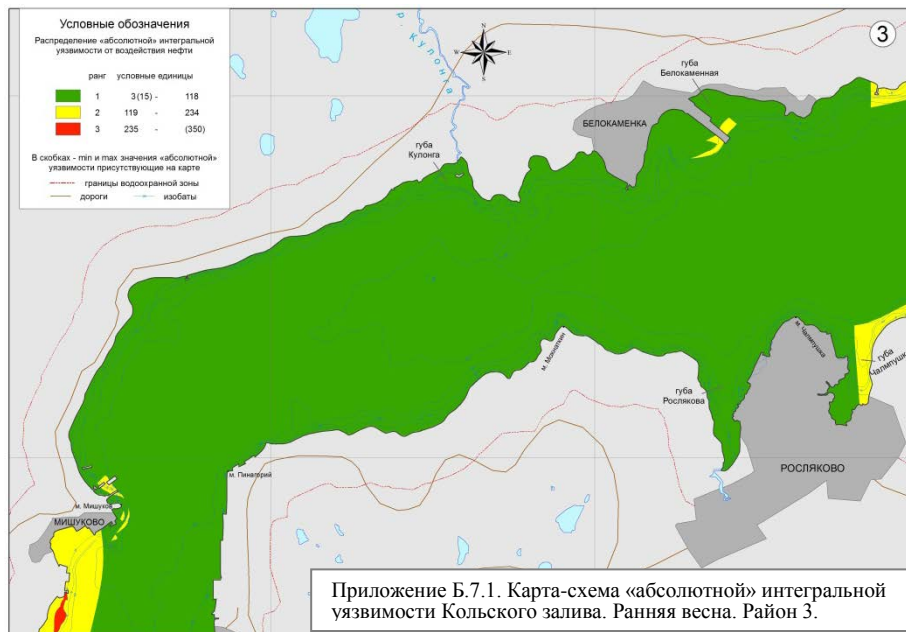 Условные обозначения
Распределение «абсолютной» интегральной
уязвимости от воздействия нефти
ранг условные единицы
1 3(15) - 118
2 119 - 234
3 235 - (350)
В скобках - min и max значения «абсолютной»
уязвимости присутствующие на карте
границы водоохранной зоны
дороги изобаты
р. Кулонга
N
W E
S
3
губа
Белокаменная
БЕЛОКАМЕНКА
губа
Кулонга
м. Мохнаткин
м. Чалмпушка
губа
Чалмпушка
губа
Рослякова
РОСЛЯКОВО
м. Пинагорий
м. Мишуков
МИШУКОВО
Приложение Б.7.1. Карта-схема «абсолютной» интегральной
уязвимости Кольского залива. Ранняя весна. Район 3.